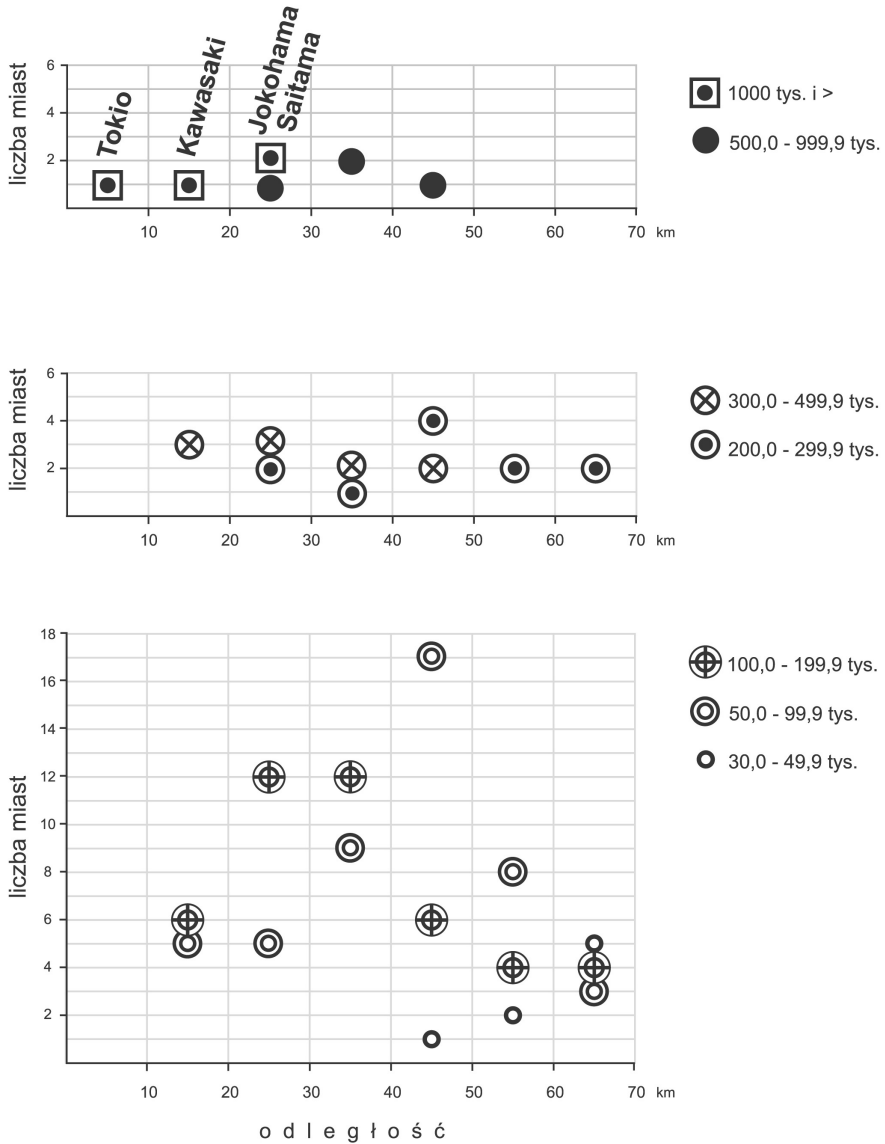 Tokio
Kawasaki
Jokohama
Saitama
liczba miast
6
4
2
10 20 30 40 50 60 70 km
1000 tys. i >
500,0 - 999,9 tys.
liczba miast
6
4
2
10 20 30 40 50 60 70 km
300,0 - 499,9 tys.
200,0 - 299,9 tys.
liczba miast
18
16
14
12
10
8
6
4
2
10 20 30 40 50 60 70 km
100,0 - 199,9 tys.
50,0 - 99,9 tys.
30,0 - 49,9 tys.
odległość